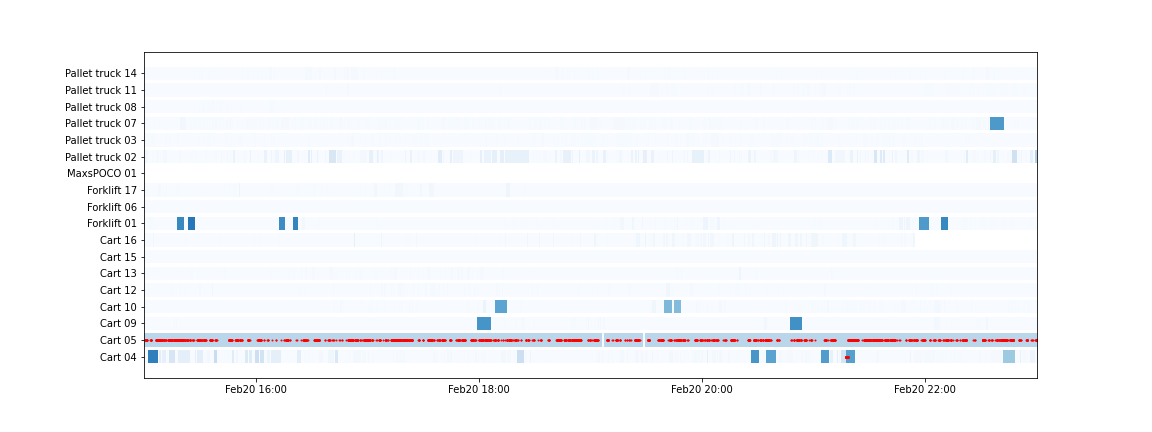 Pallet truck 14
Pallet truck 11
Pallet truck 08
Pallet truck 07
Pallet truck 03
Pallet truck 02
MaxsPOCO 01
Forklift 17
Forklift 06
Forklift 01
Cart 16
Cart 15
Cart 13
Cart 12
Cart 10
Cart 09
Cart 05
Cart 04
Feb20 16:00 Feb20 18:00 Feb20 20:00 Feb20 22:00